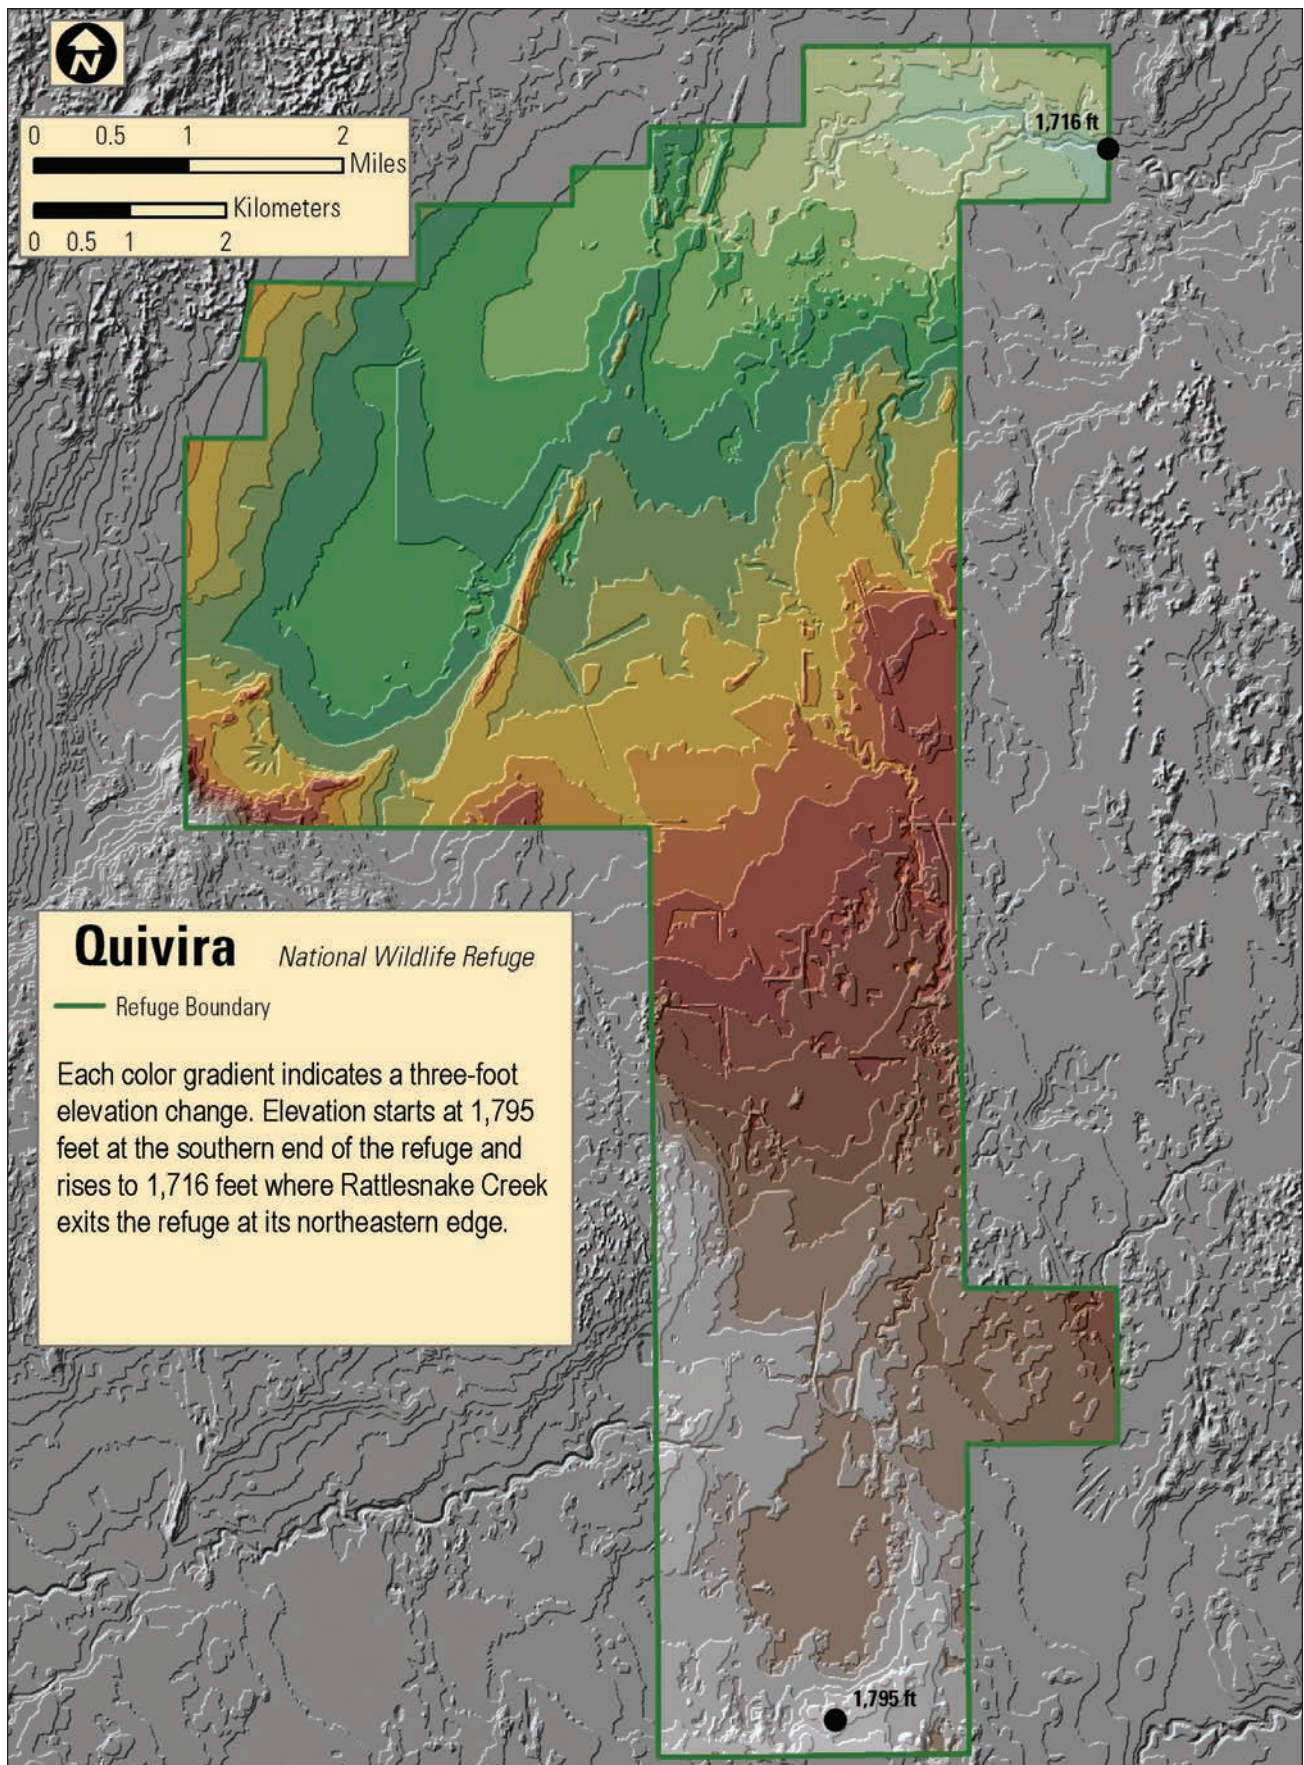 N
0 0.5 1 2
Miles
Kilometers
0 0.5 1 2
1,716 ft
Quivira National Wildlife Refuge
Refuge Boundary
Each color gradient indicates a three-foot
elevation change. Elevation starts at 1,795
feet at the southern end of the refuge and
rises to 1,716 feet where Rattlesnake Creek
exits the refuge at its northeastern edge.
1,795 ft